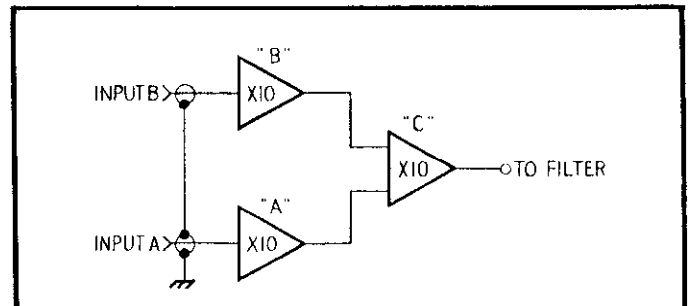 "B"
INPUT B
X10
"C"
X10
TO FILTER
"A"
INPUT A
X10